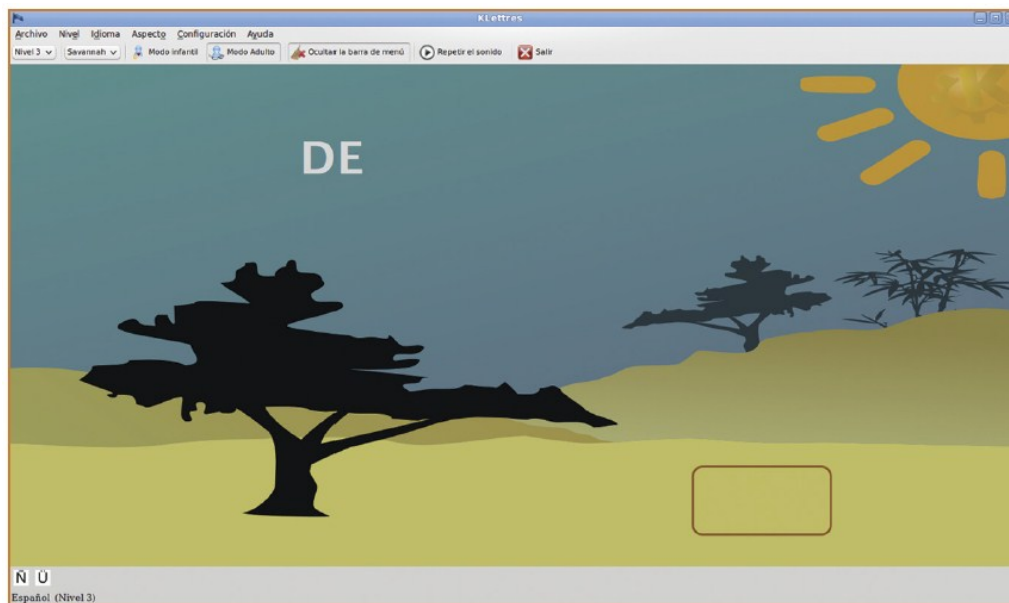 KLettres
Archivo Nivel Idioma Aspecto Configuración Ayuda
Nivel 3 Savannah Modo infantil Modo Adulto Ocultar la barra de menú Repetir el sonido Salir
DE
Ñ Ü
Español (Nivel 3)